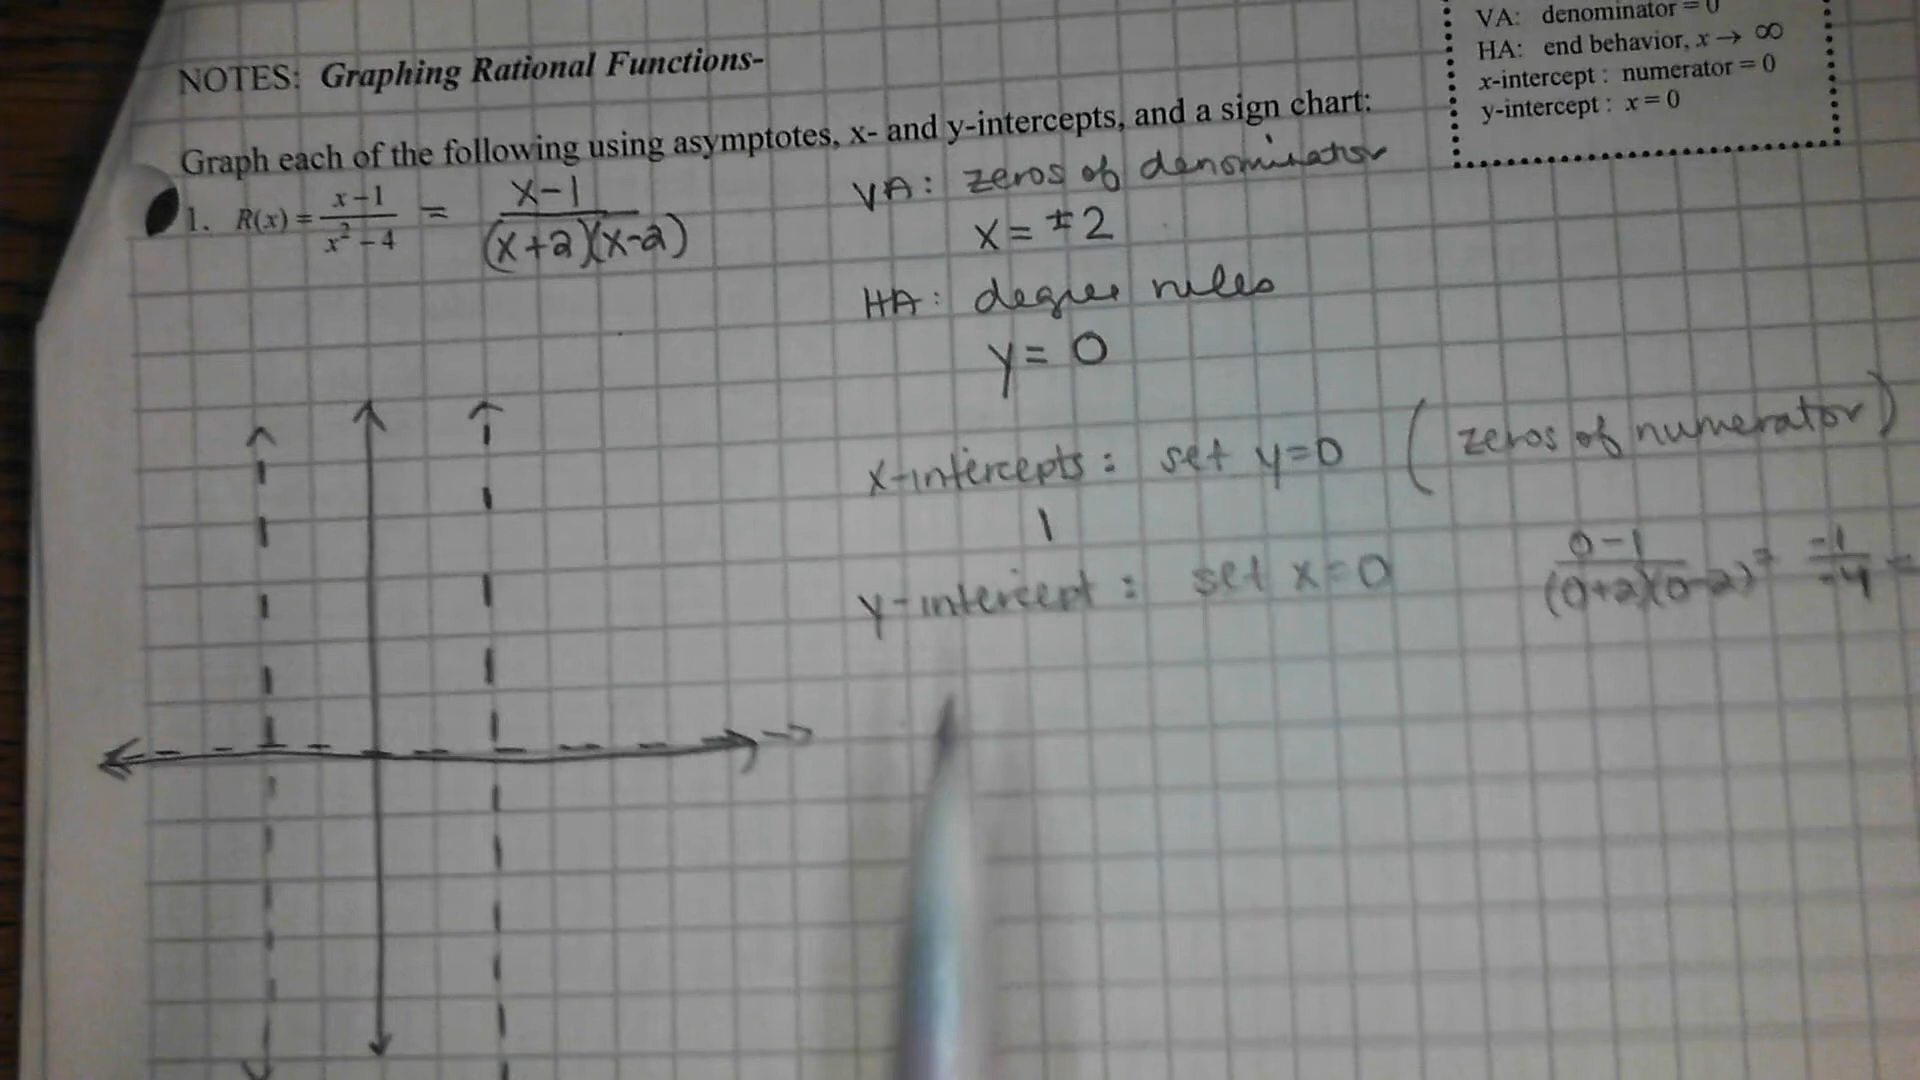 VA: denominator = 0
HA: end behavior, x → ∞
x-intercept : numerator = 0
y-intercept : x = 0
NOTES: Graphing Rational Functions-
Graph each of the following using asymptotes, x- and y-intercepts, and a sign chart:
1. R(x) = (x-1)/(x²-4) = (x-1)/((x+2)(x-2))
VA: zeros of denominator
x = ±2
HA: degree rules
y = 0
x-intercepts: set y=0 (zeros of numerator)
1
y-intercept: set x=0 (0-1)/((0+2)(0-2)) = -1/-4 =